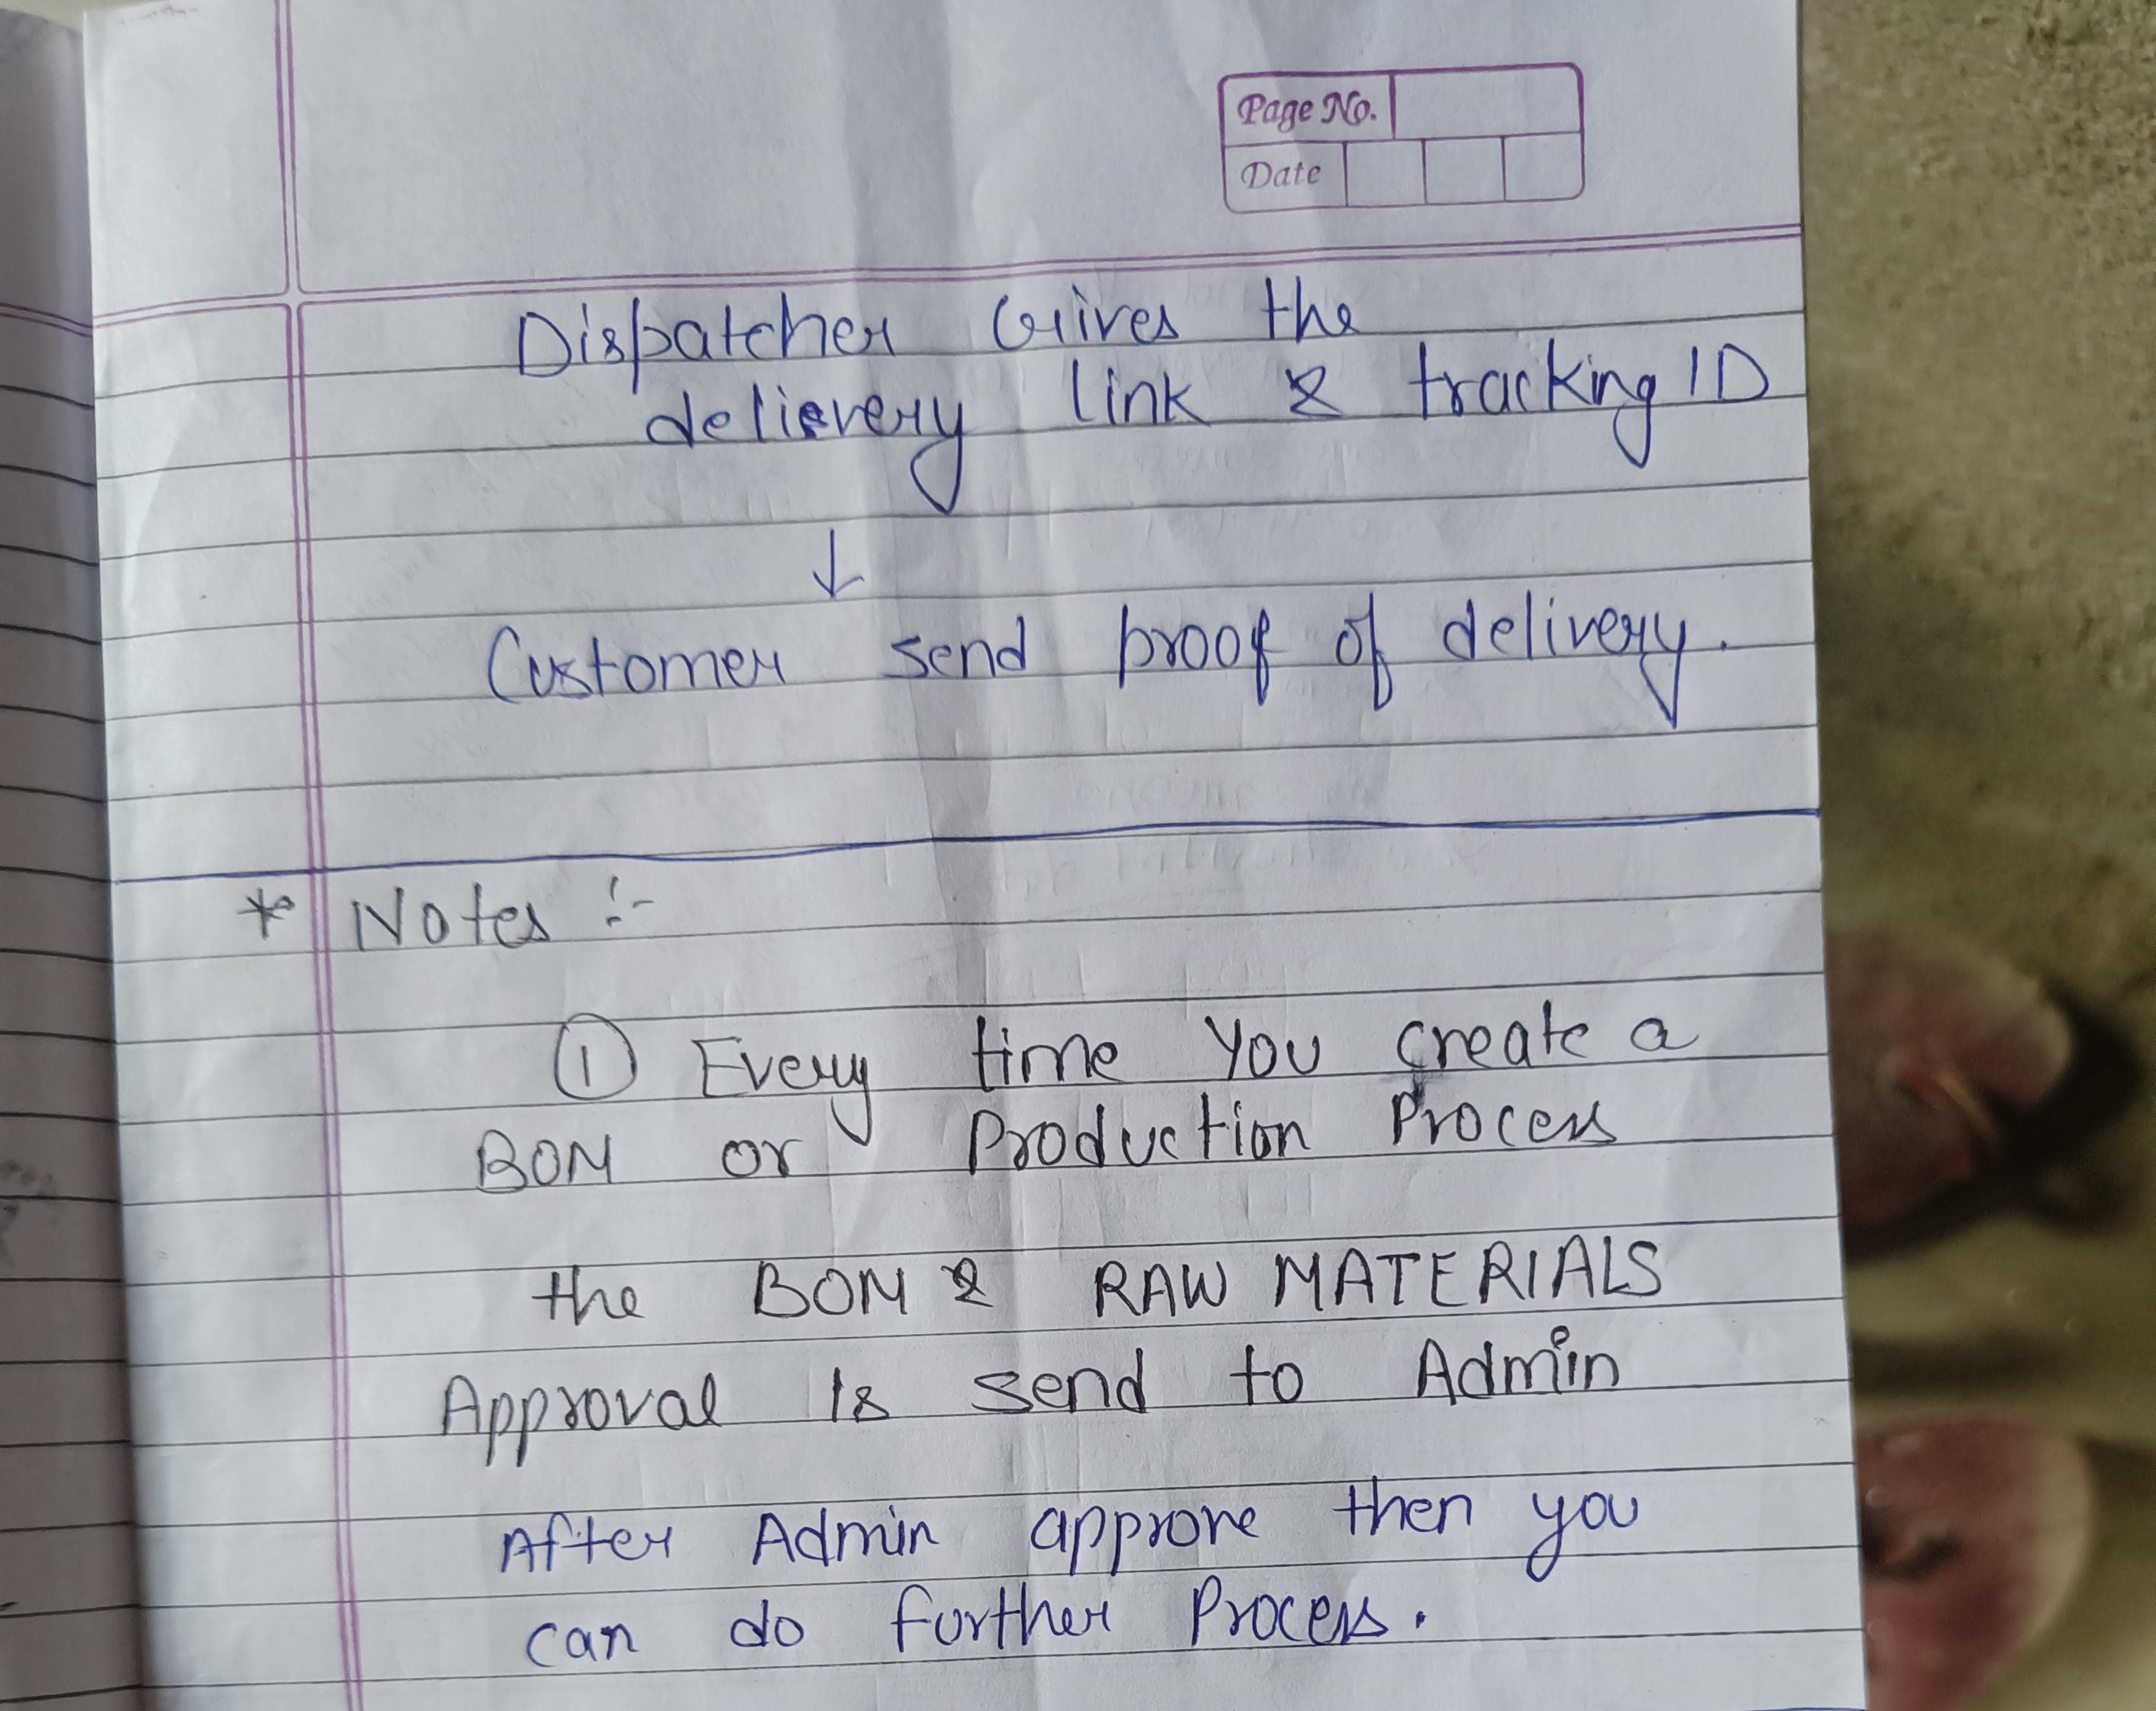 Page No.
Date
Dispatcher Gives the
delievery link & tracking ID
↓
Customer send proof of delivery.
* Notes :-
① Every time you create a
BOM or Production Process
the BOM & RAW MATERIALS
Approval Is send to Admin
After Admin approve then you
can do further Process.